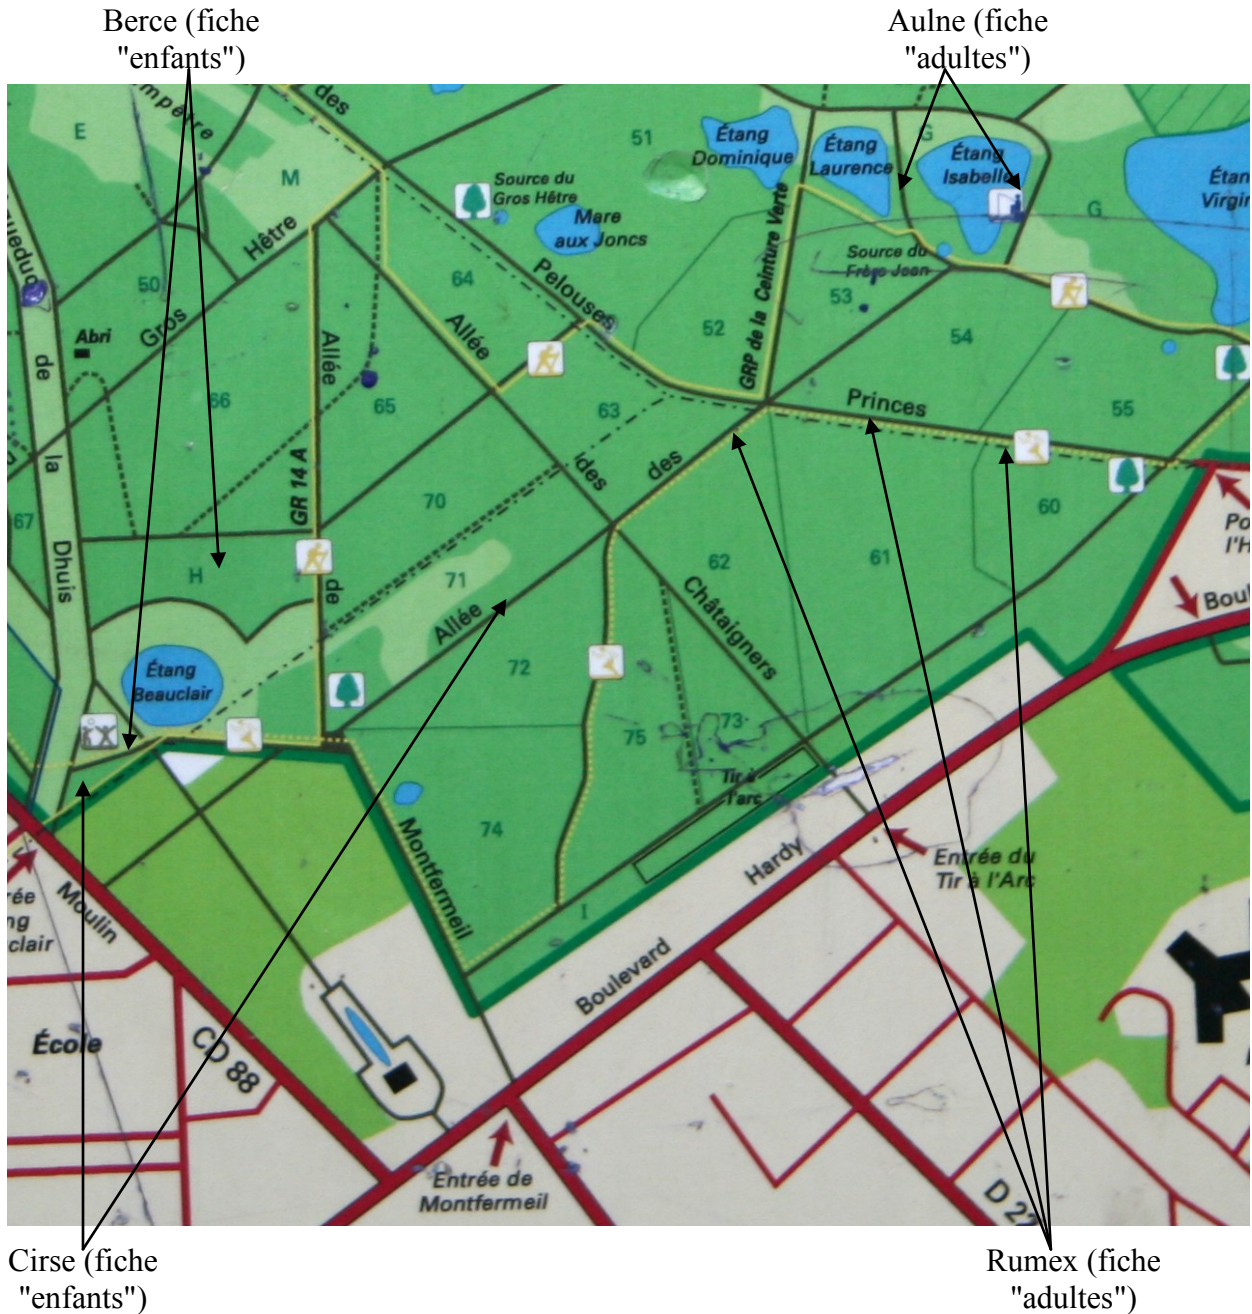 Berce (fiche
"enfants")
Aulne (fiche
"adultes")
des
E
M
51
G
Étang
Dominique
Étang
Laurence
Étang
Isabelle
Source du
Gros Hêtre
Mare
aux Joncs
G
Hêtre
50
64
Pelouses
Source du
Frère Jean
53
52
54
Gros
Abri
Allée
Allée
GRP de la Ceinture Verte
66
65
63
Princes
55
de
la
Dhuis
GR 14 A
des
70
60
67
62
61
H
de
71
Allée
Châtaigners
Étang
Beauclair
72
73
75
Tir à
l'arc
74
Montfermeil
Hardy
Entrée du
Tir à l'Arc
Moulin
I
Boulevard
École
CD 88
Entrée de
Montfermeil
Cirse (fiche
"enfants")
Rumex (fiche
"adultes")